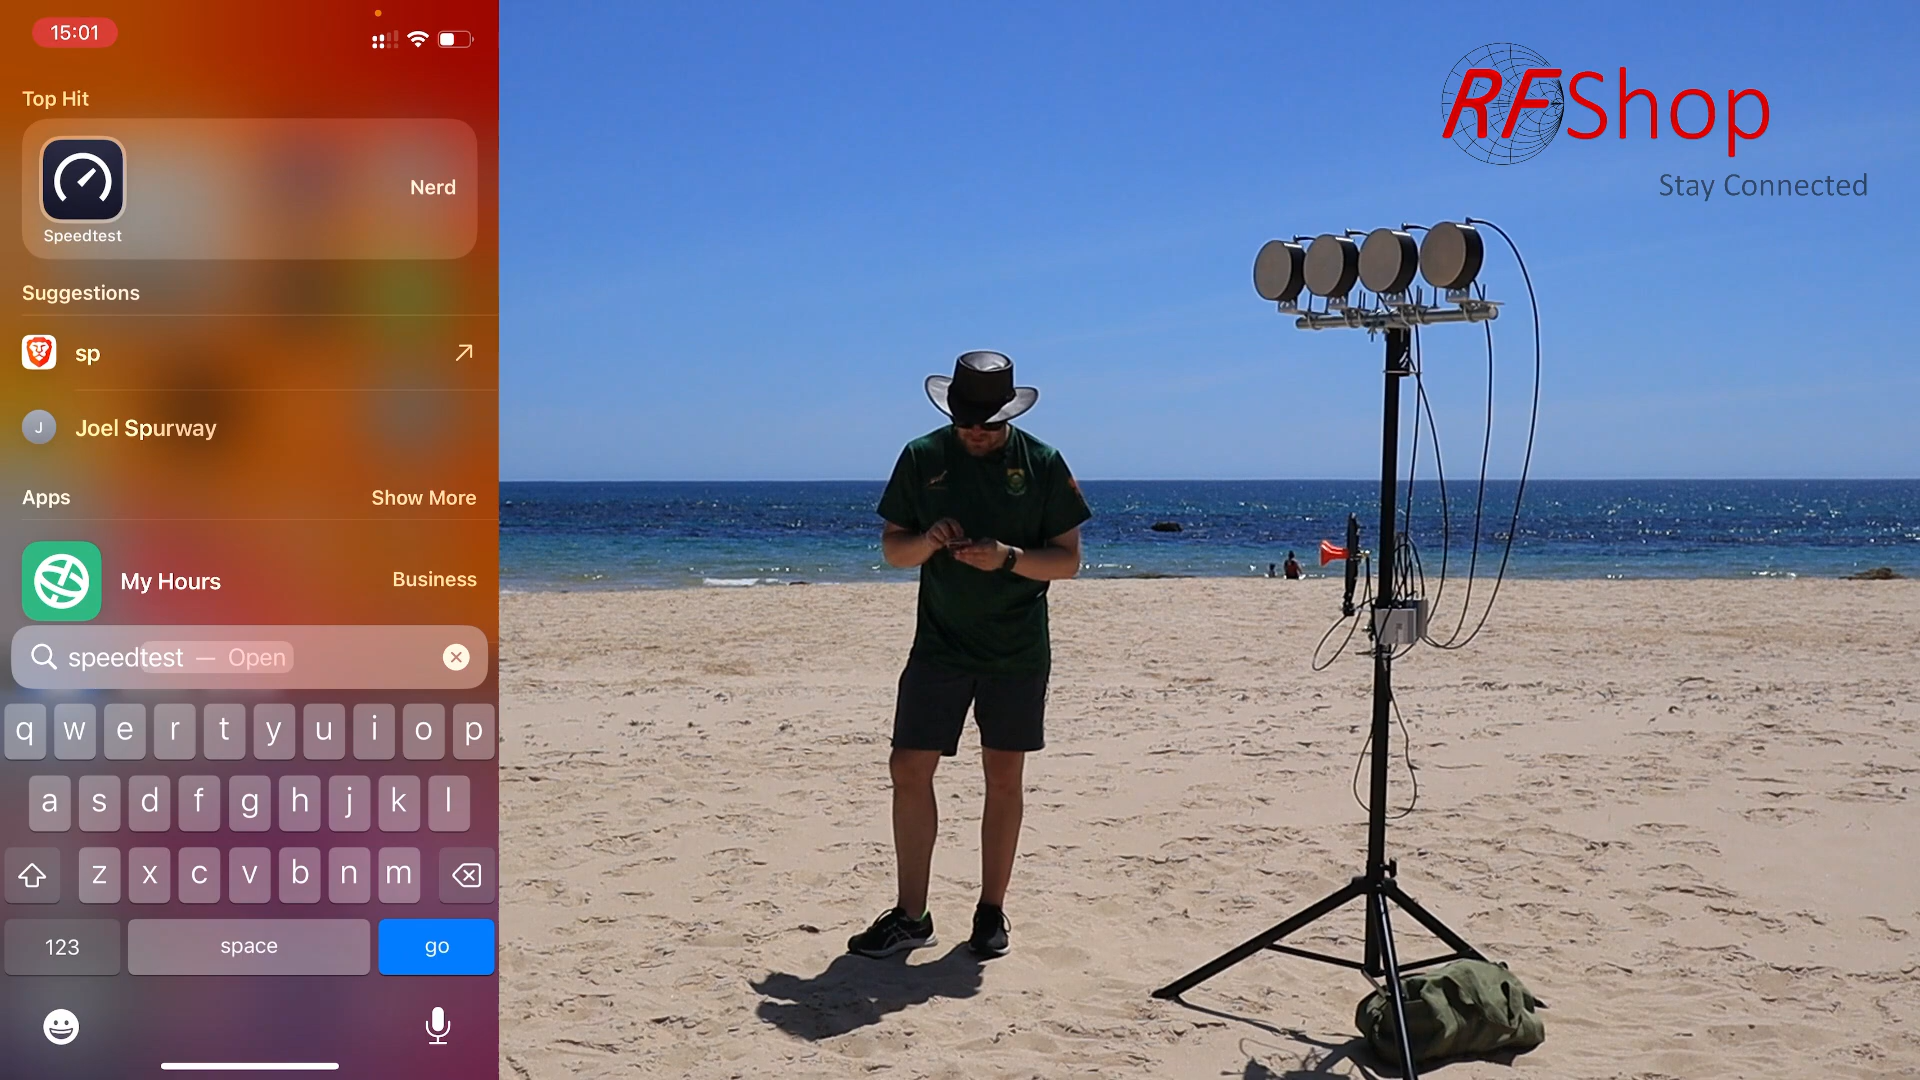 15:01
Top Hit
Speedtest
Nerd
Suggestions
sp
J
Joel Spurway
Apps
Show More
My Hours
Business
speedtest — Open
q w e r t y u i o p
a s d f g h j k l
z x c v b n m
123
space
go
RFShop
Stay Connected